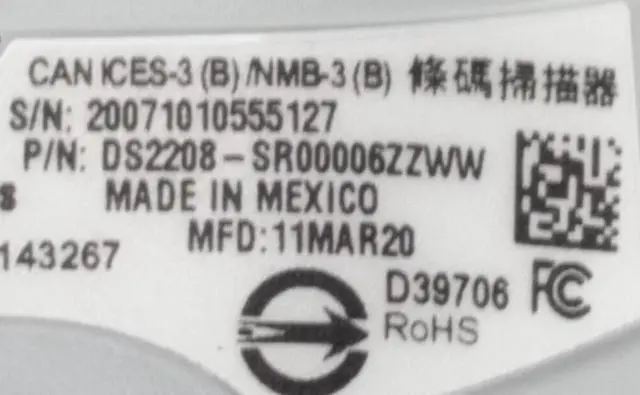 CAN ICES-3 (B) /NMB-3 (B) 條碼掃描器
S/N: 20071010555127
P/N: DS2208-SR00006ZZWW
MADE IN MEXICO
143267
MFD:11MAR20
D39706
RoHS
FC